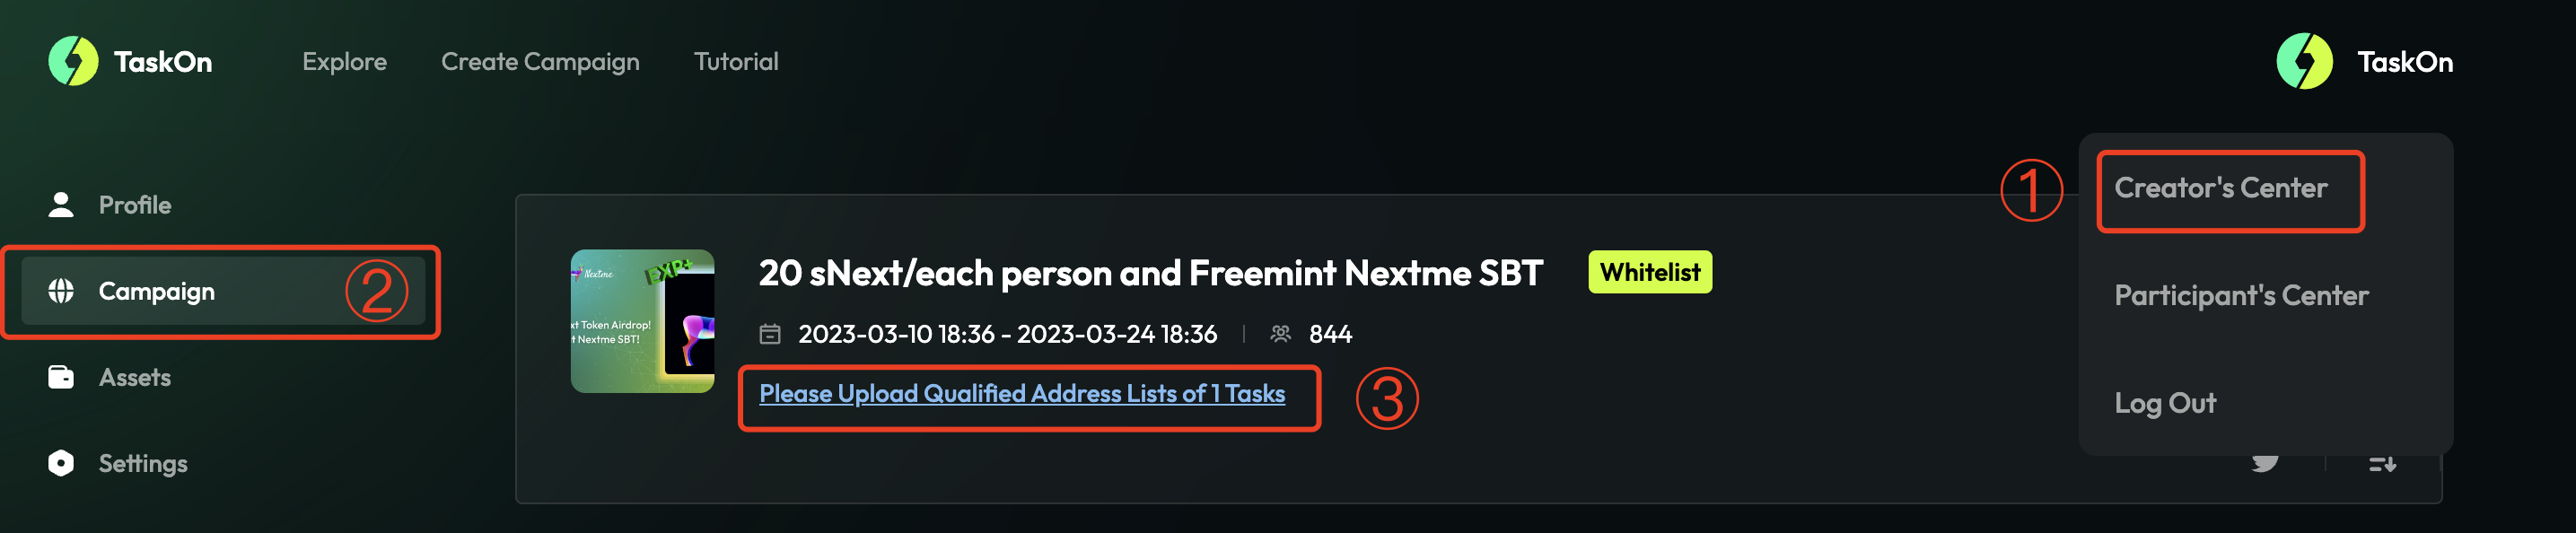 TaskOn
Explore
Create Campaign
Tutorial
TaskOn
Profile
② Campaign
Assets
Settings
Nextme
EXP+
xt Token Airdrop!
t Nextme SBT!
20 sNext/each person and Freemint Nextme SBT
Whitelist
2023-03-10 18:36 - 2023-03-24 18:36
844
Please Upload Qualified Address Lists of 1 Tasks ③
① Creator's Center
Participant's Center
Log Out